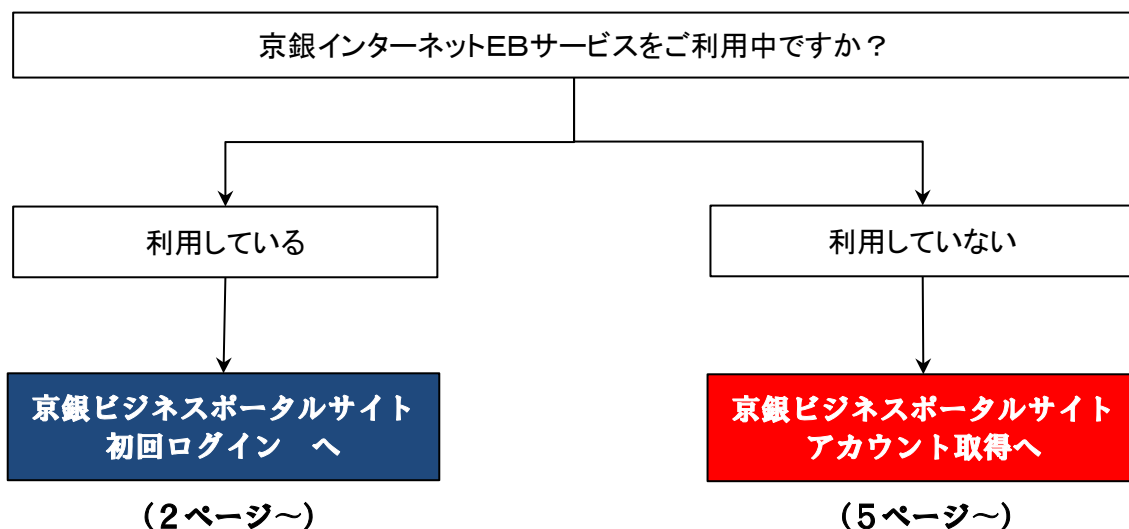 京銀インターネットEBサービスをご利用中ですか？
利用している
利用していない
京銀ビジネスポータルサイト
初回ログイン　へ
京銀ビジネスポータルサイト
アカウント取得へ
（２ページ～）
（５ページ～）